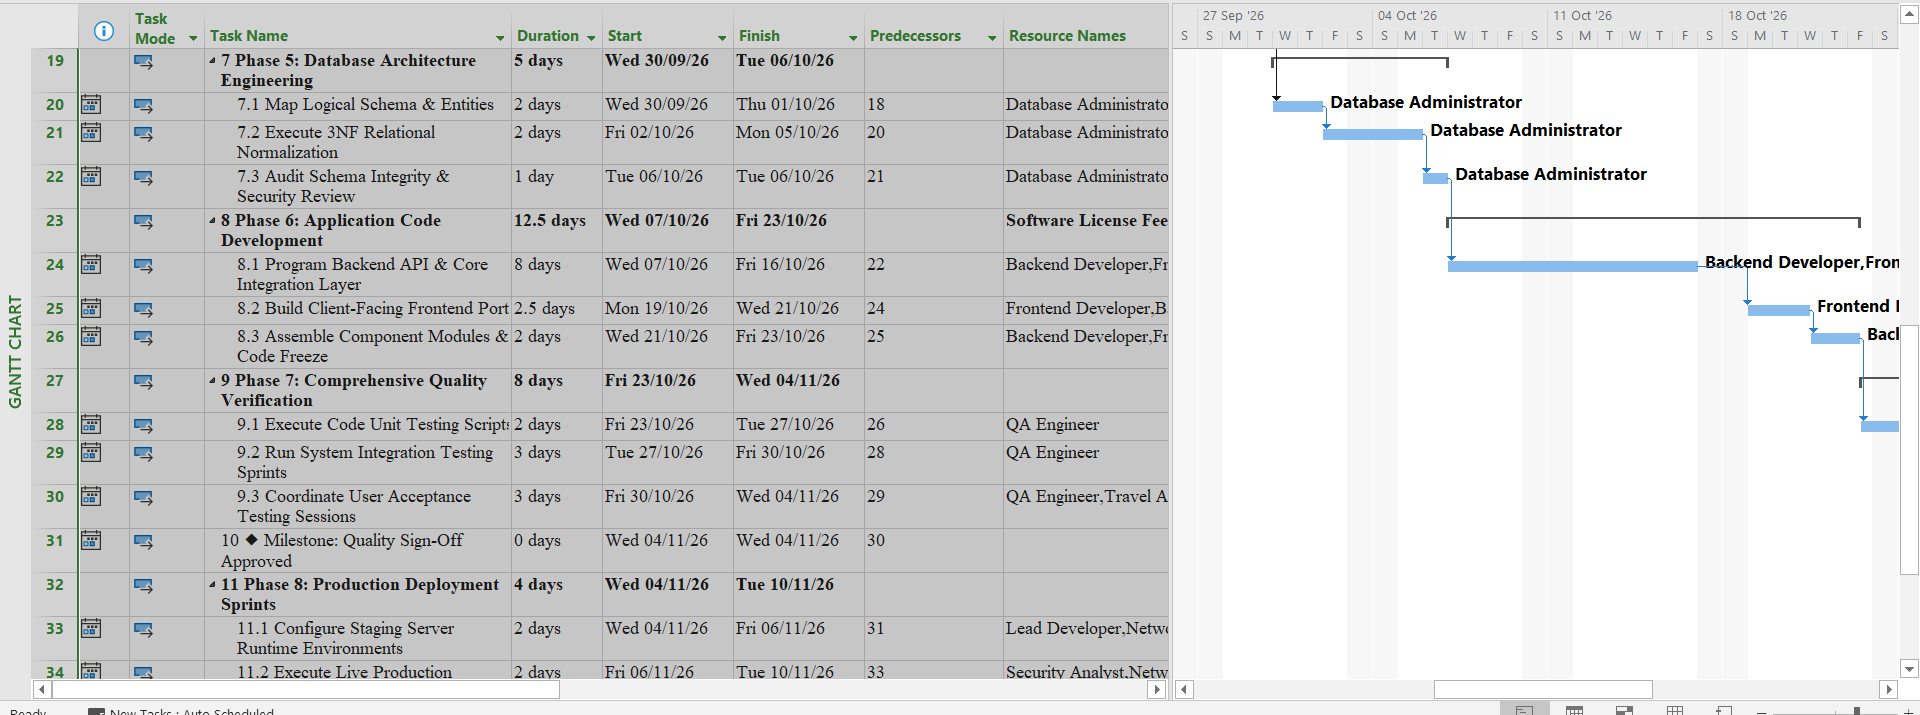 Task Mode Task Name Duration Start Finish Predecessors Resource Names
19 7 Phase 5: Database Architecture Engineering 5 days Wed 30/09/26 Tue 06/10/26
20 7.1 Map Logical Schema & Entities 2 days Wed 30/09/26 Thu 01/10/26 18 Database Administrato
21 7.2 Execute 3NF Relational Normalization 2 days Fri 02/10/26 Mon 05/10/26 20 Database Administrato
22 7.3 Audit Schema Integrity & Security Review 1 day Tue 06/10/26 Tue 06/10/26 21 Database Administrato
23 8 Phase 6: Application Code Development 12.5 days Wed 07/10/26 Fri 23/10/26 Software License Fee
24 8.1 Program Backend API & Core Integration Layer 8 days Wed 07/10/26 Fri 16/10/26 22 Backend Developer,Fr
25 8.2 Build Client-Facing Frontend Port 2.5 days Mon 19/10/26 Wed 21/10/26 24 Frontend Developer,B
26 8.3 Assemble Component Modules & Code Freeze 2 days Wed 21/10/26 Fri 23/10/26 25 Backend Developer,Fr
27 9 Phase 7: Comprehensive Quality Verification 8 days Fri 23/10/26 Wed 04/11/26
28 9.1 Execute Code Unit Testing Scripts 2 days Fri 23/10/26 Tue 27/10/26 26 QA Engineer
29 9.2 Run System Integration Testing Sprints 3 days Tue 27/10/26 Fri 30/10/26 28 QA Engineer
30 9.3 Coordinate User Acceptance Testing Sessions 3 days Fri 30/10/26 Wed 04/11/26 29 QA Engineer,Travel A
31 10 ◆ Milestone: Quality Sign-Off Approved 0 days Wed 04/11/26 Wed 04/11/26 30
32 11 Phase 8: Production Deployment Sprints 4 days Wed 04/11/26 Tue 10/11/26
33 11.1 Configure Staging Server Runtime Environments 2 days Wed 04/11/26 Fri 06/11/26 31 Lead Developer,Netw
34 11.2 Execute Live Production 2 days Fri 06/11/26 Tue 10/11/26 33 Security Analyst,Netw
GANTT CHART
27 Sep '26 04 Oct '26 11 Oct '26 18 Oct '26
S S M T W T F S S M T W T F S S M T W T F S S M T W T F S
Database Administrator
Database Administrator
Database Administrator
Backend Developer,Fron
Frontend
Back
Ready New Tasks : Auto Scheduled